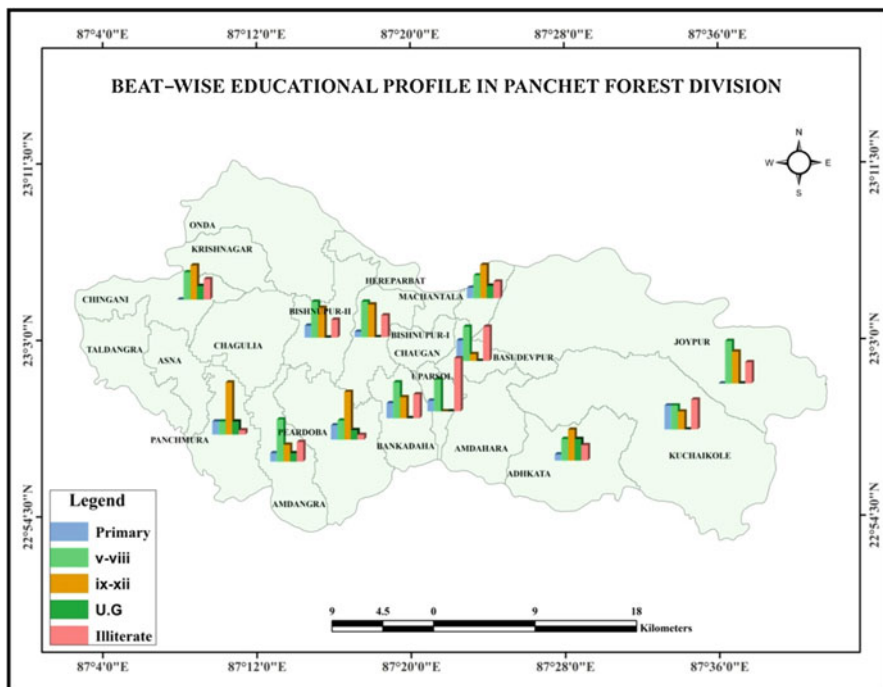 87°4'0"E 87°12'0"E 87°20'0"E 87°28'0"E 87°36'0"E
BEAT-WISE EDUCATIONAL PROFILE IN PANCHET FOREST DIVISION
N
W E
S
23°11'30"N 23°11'30"N
ONDA
KRISHNAGAR
HEREPARBAT
CHINGANI
MACHANTALA
BISHNUPUR-II
BISHNUPUR-I
23°3'0"N 23°3'0"N
TALDANGRA
CHAGULIA
CHAUGAN
JOYPUR
ASNA
BASUDEVPUR
UPARSOL
PANCHMURA
PEARDOBA
BANKADAHA
AMDAHARA
KUCHAIKOLE
ADHKATA
AMDANGRA
22°54'30"N 22°54'30"N
Legend
Primary
v-viii
ix-xii
U.G
Illiterate
9 4.5 0 9 18
Kilometers
87°4'0"E 87°12'0"E 87°20'0"E 87°28'0"E 87°36'0"E